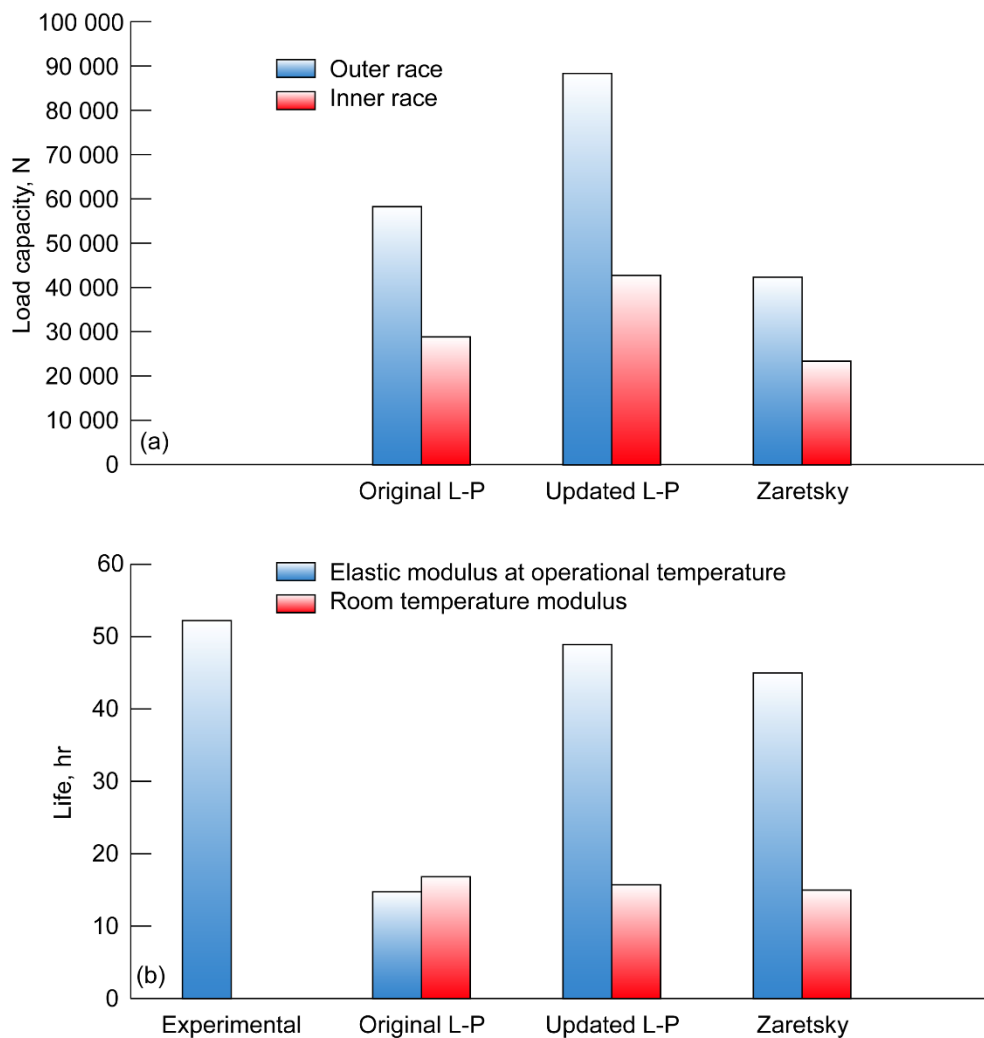 100 000
90 000
80 000
70 000
60 000
50 000
40 000
30 000
20 000
10 000
0
Load capacity, N
Outer race
Inner race
(a)
Original L-P
Updated L-P
Zaretsky
60
50
40
30
20
10
0
Life, hr
Elastic modulus at operational temperature
Room temperature modulus
(b)
Experimental
Original L-P
Updated L-P
Zaretsky